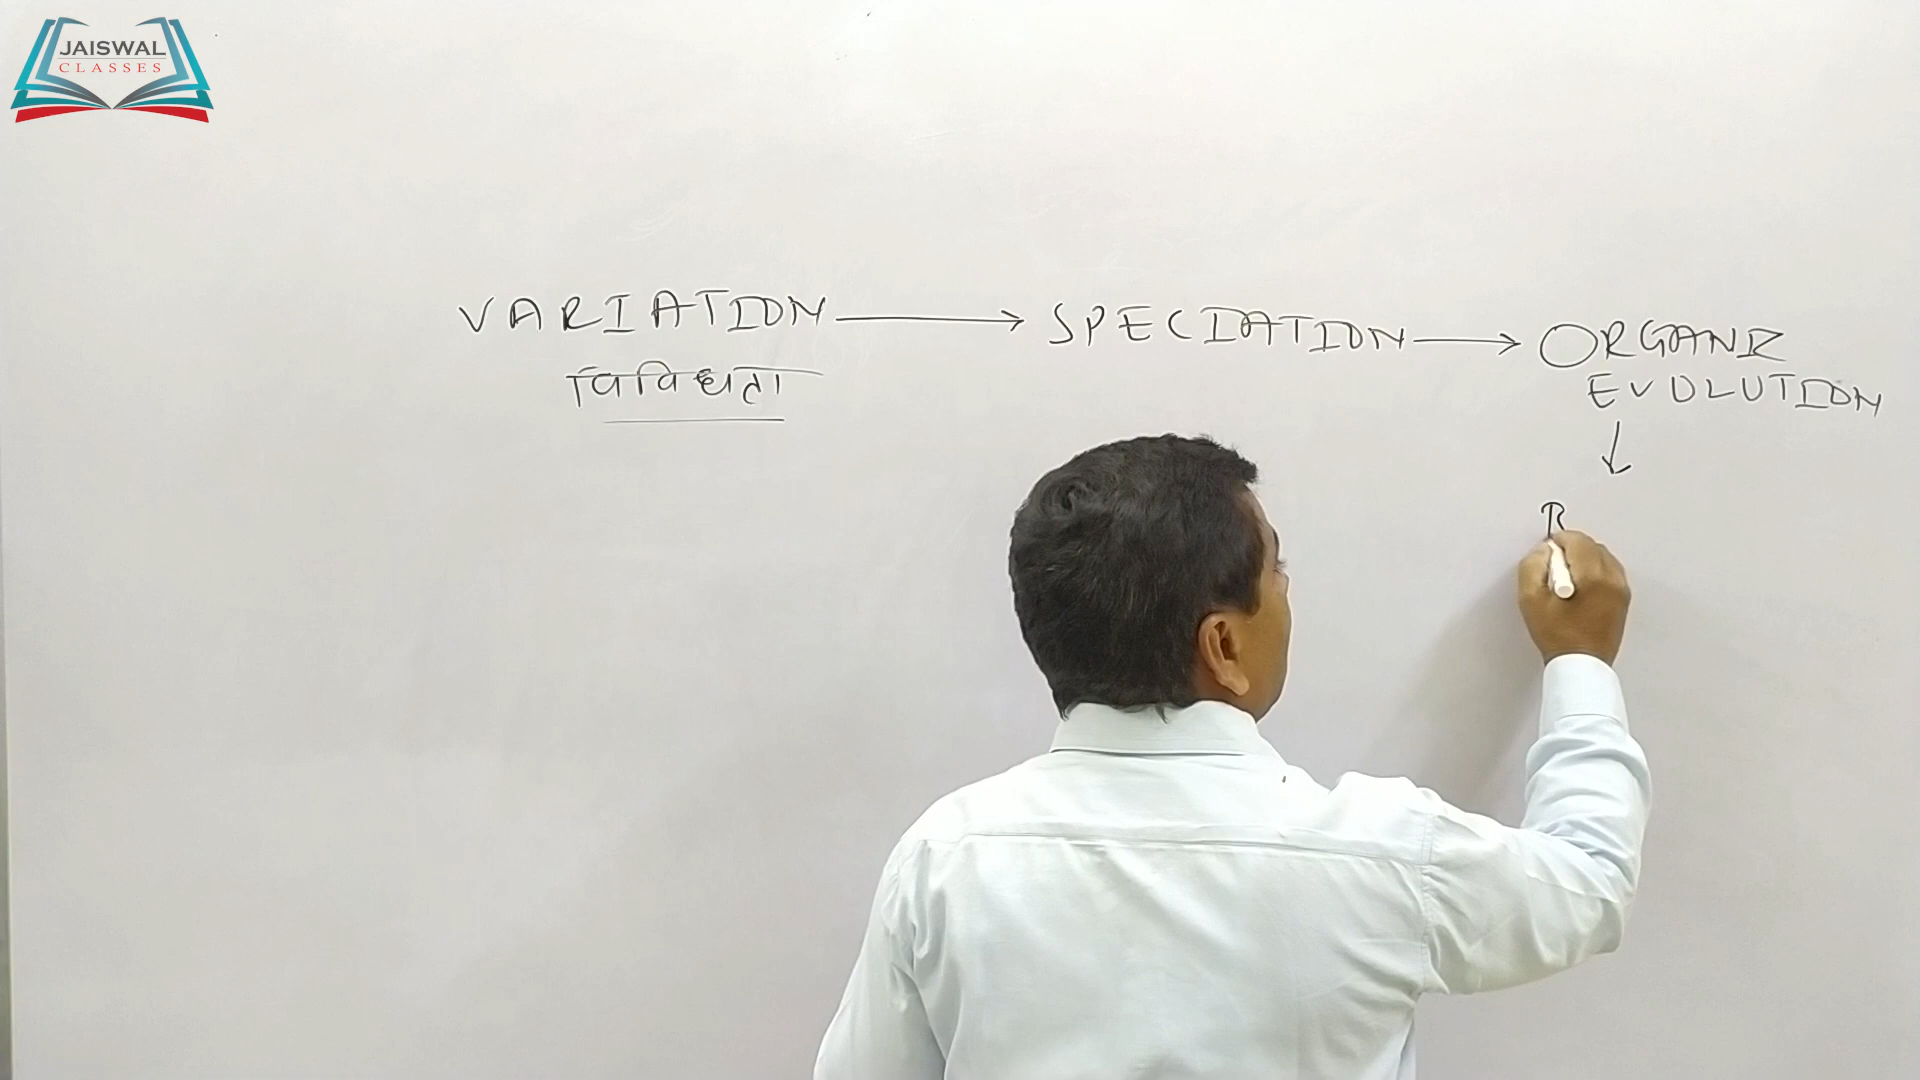 JAISWAL
CLASSES
VARIATION → SPECIATION → ORGANIC
विविधता
EVOLUTION
↓
B